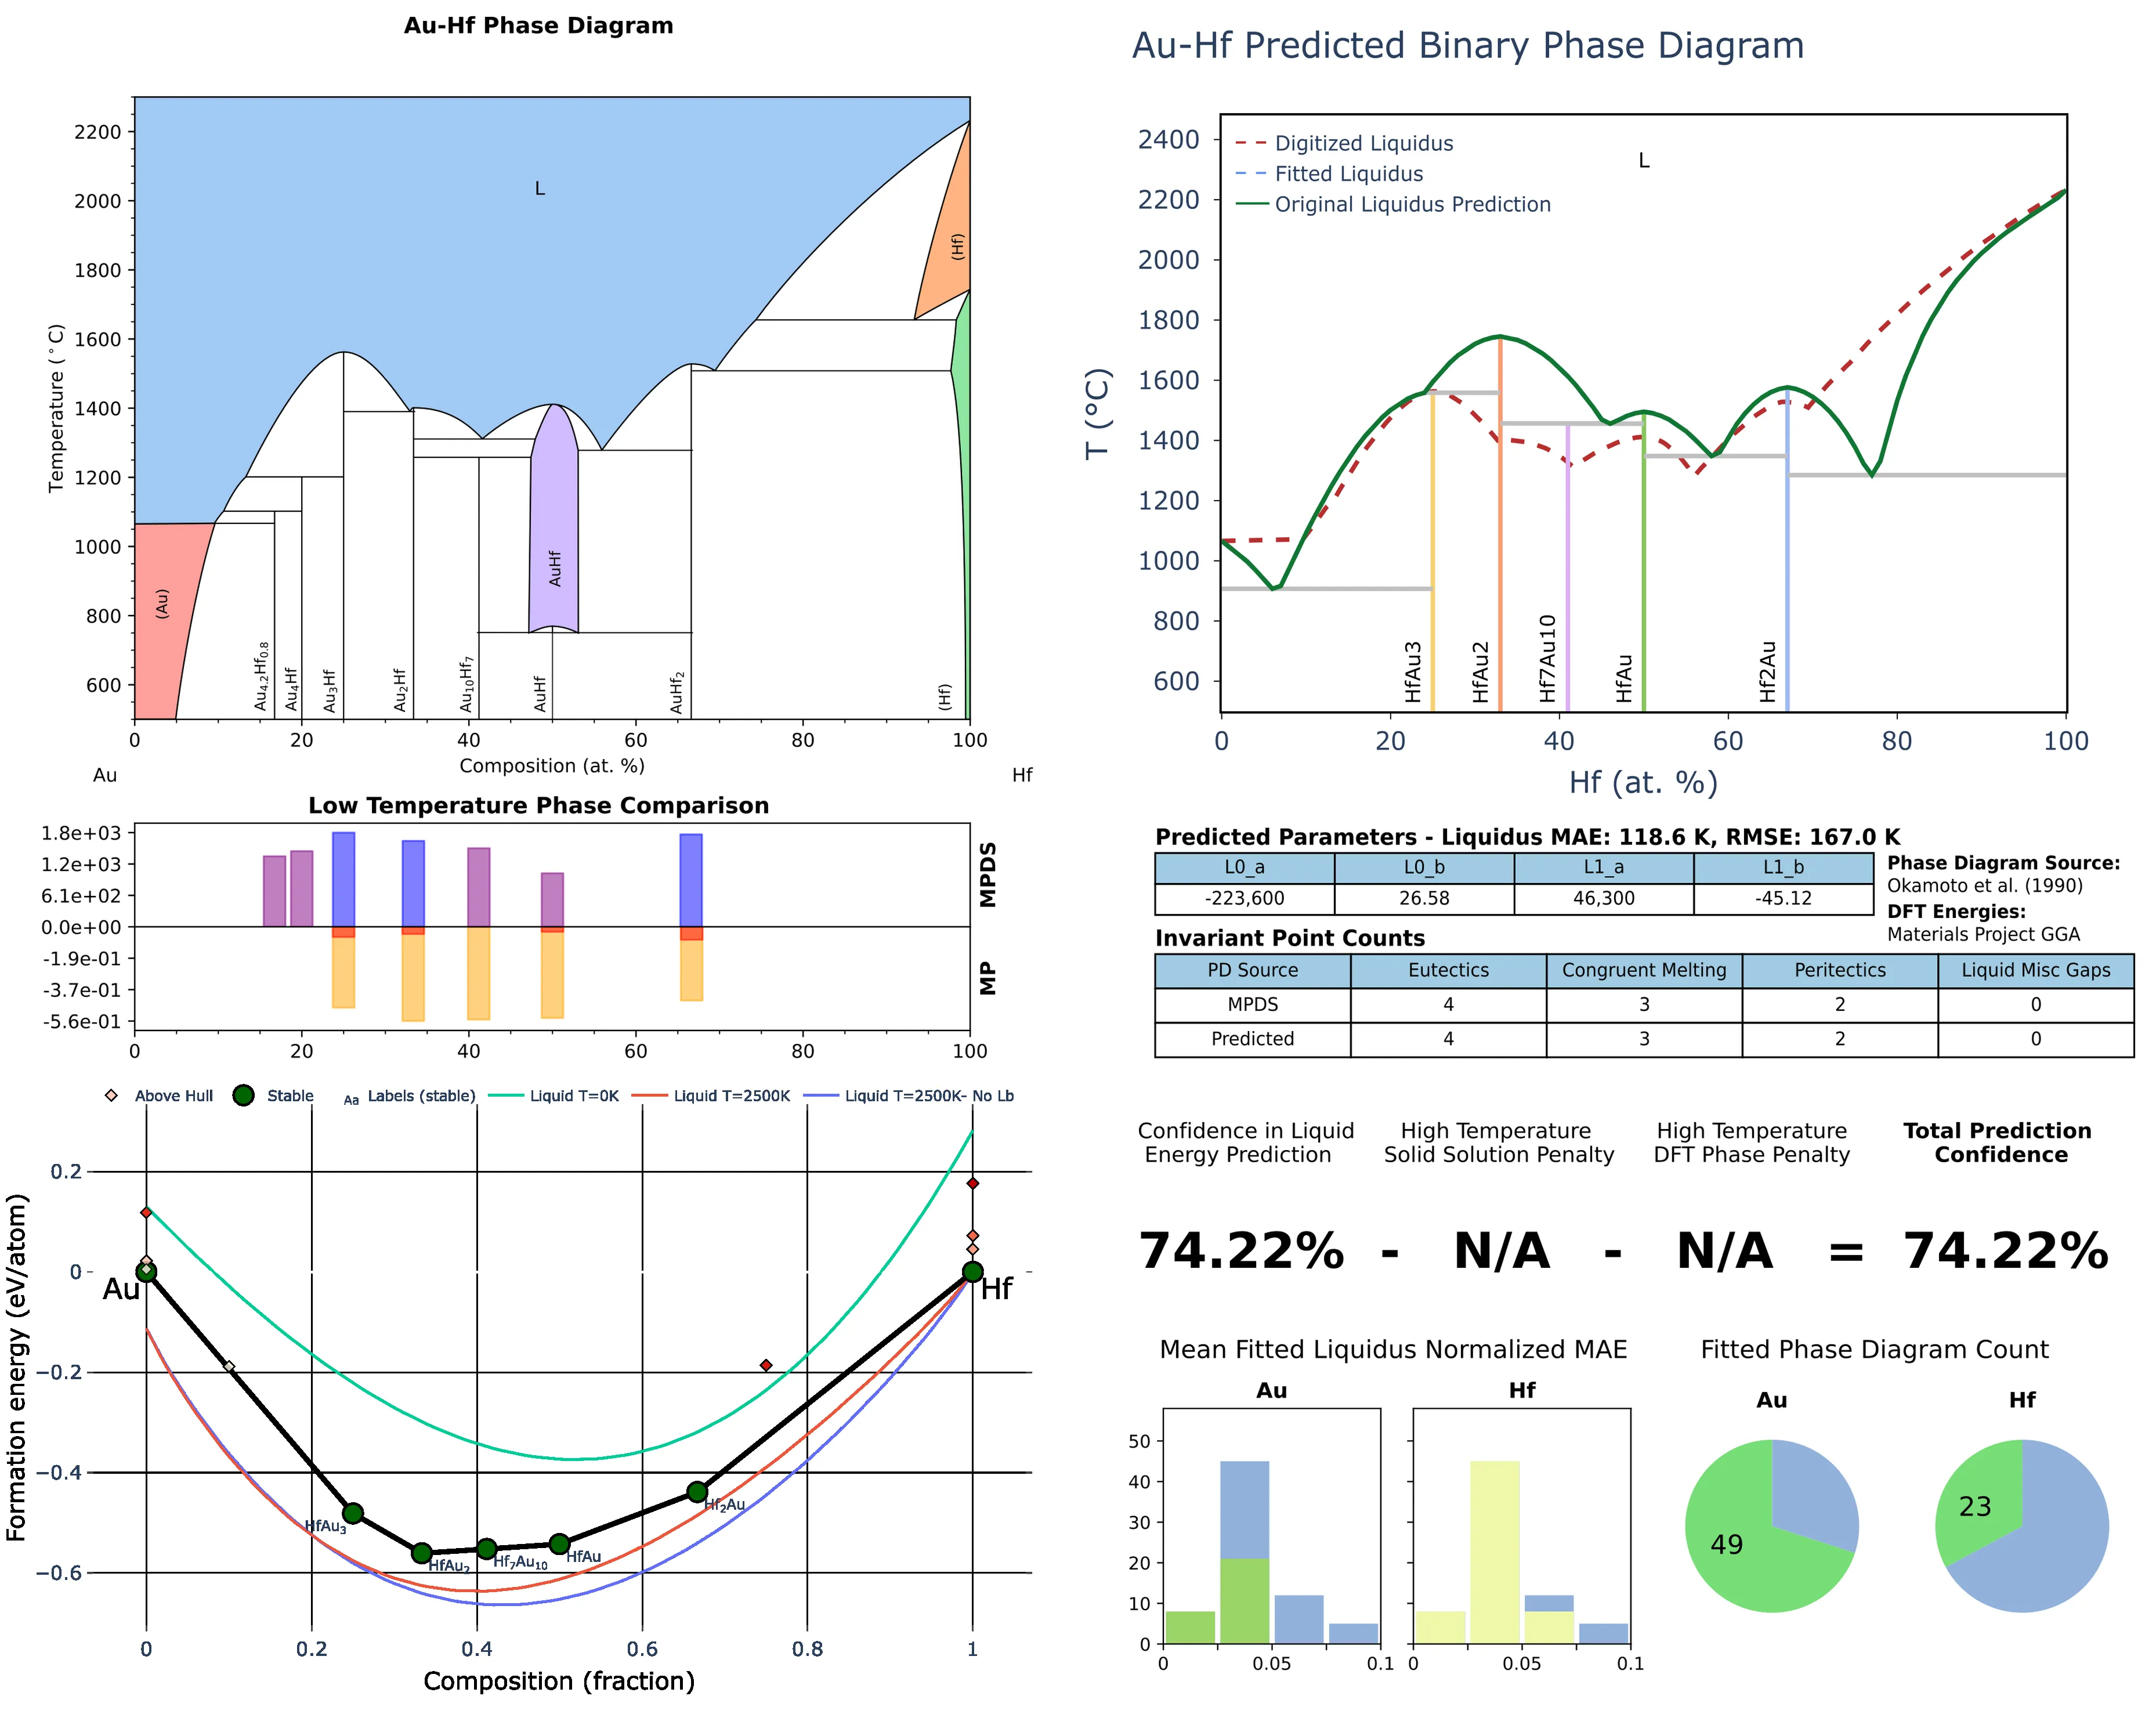 Au-Hf Phase Diagram
2200
2000
1800
1600
1400
1200
1000
800
600
Temperature (°C)
L
(Hf)
(Au)
Au4.2Hf0.8
Au4Hf
Au3Hf
Au2Hf
Au10Hf7
AuHf
AuHf
AuHf2
(Hf)
0 20 40 60 80 100
Composition (at. %)
Au Hf
Low Temperature Phase Comparison
1.8e+03
1.2e+03
6.1e+02
0.0e+00
-1.9e-01
-3.7e-01
-5.6e-01
MPDS
MP
0 20 40 60 80 100
Above Hull Stable Aa Labels (stable) Liquid T=0K Liquid T=2500K Liquid T=2500K- No Lb
0.2
0
−0.2
−0.4
−0.6
Formation energy (eV/atom)
Au
Hf
HfAu3
HfAu2
Hf7Au10
HfAu
Hf2Au
0 0.2 0.4 0.6 0.8 1
Composition (fraction)
Au-Hf Predicted Binary Phase Diagram
Digitized Liquidus
Fitted Liquidus
Original Liquidus Prediction
L
2400
2200
2000
1800
1600
1400
1200
1000
800
600
T (°C)
HfAu3
HfAu2
Hf7Au10
HfAu
Hf2Au
0 20 40 60 80 100
Hf (at. %)
Predicted Parameters - Liquidus MAE: 118.6 K, RMSE: 167.0 K
L0_a L0_b L1_a L1_b
-223,600 26.58 46,300 -45.12
Phase Diagram Source:
Okamoto et al. (1990)
DFT Energies:
Materials Project GGA
Invariant Point Counts
PD Source Eutectics Congruent Melting Peritectics Liquid Misc Gaps
MPDS 4 3 2 0
Predicted 4 3 2 0
Confidence in Liquid
Energy Prediction
High Temperature
Solid Solution Penalty
High Temperature
DFT Phase Penalty
Total Prediction
Confidence
74.22% - N/A - N/A = 74.22%
Mean Fitted Liquidus Normalized MAE
Au Hf
50
40
30
20
10
0
0 0.05 0.1
0 0.05 0.1
Fitted Phase Diagram Count
Au Hf
49
23